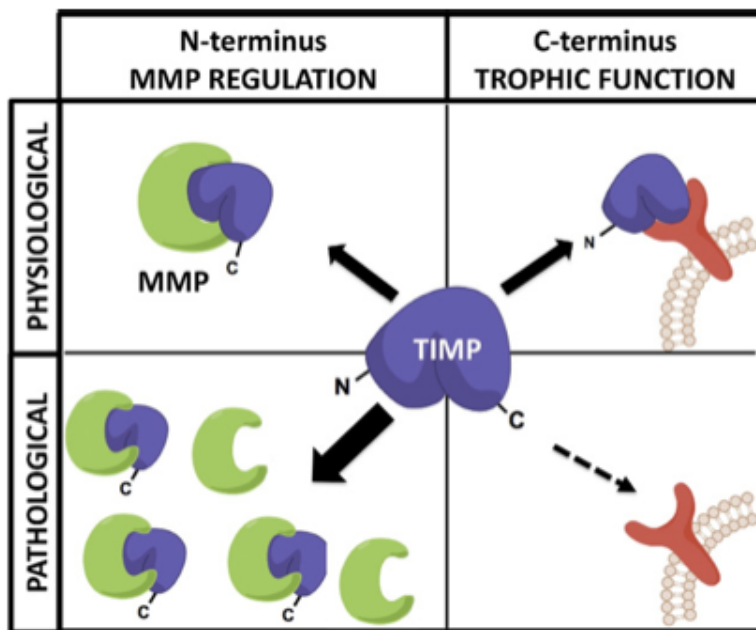 N-terminus
MMP REGULATION
C-terminus
TROPHIC FUNCTION
PHYSIOLOGICAL
C
MMP
N
TIMP
N
C
PATHOLOGICAL
C
C
C